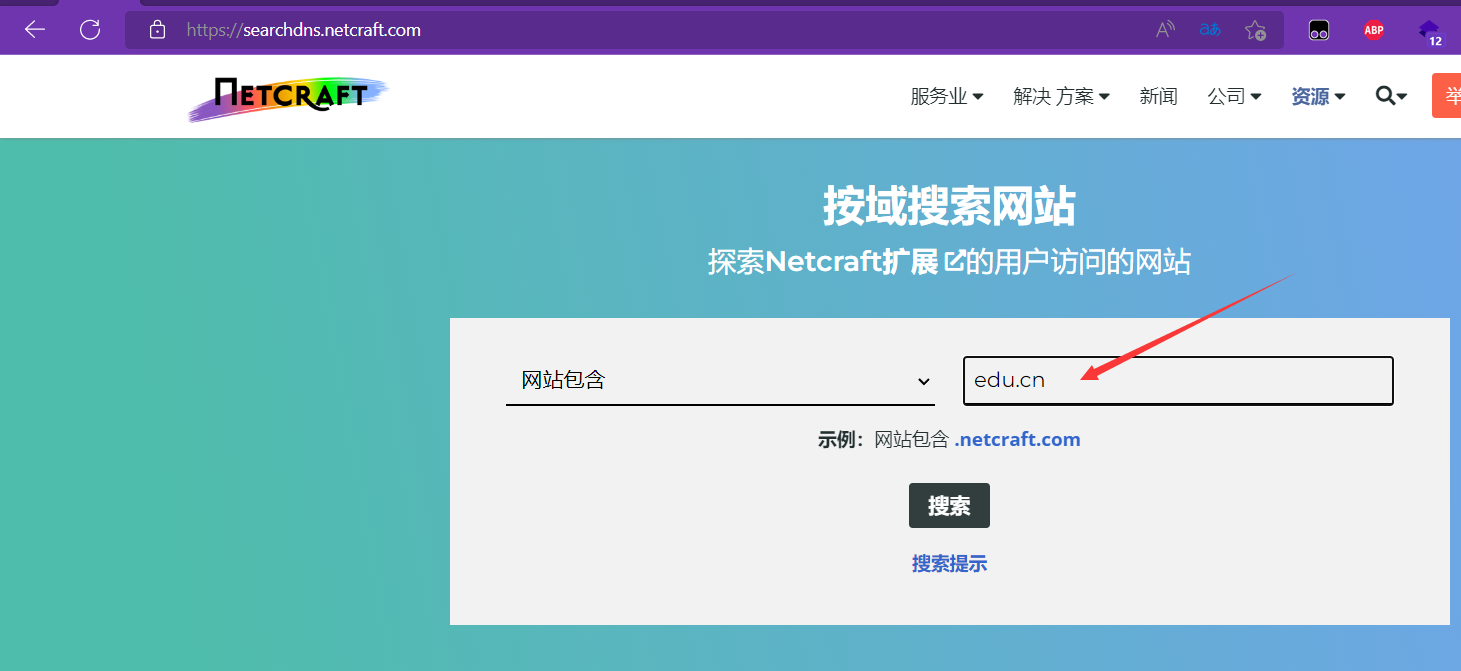 https://searchdns.netcraft.com
A
aあ
ABP
12
NETCRAFT
服务业
解决 方案
新闻
公司
资源
举
按域搜索网站
探索Netcraft扩展的用户访问的网站
网站包含
edu.cn
示例：网站包含 .netcraft.com
搜索
搜索提示